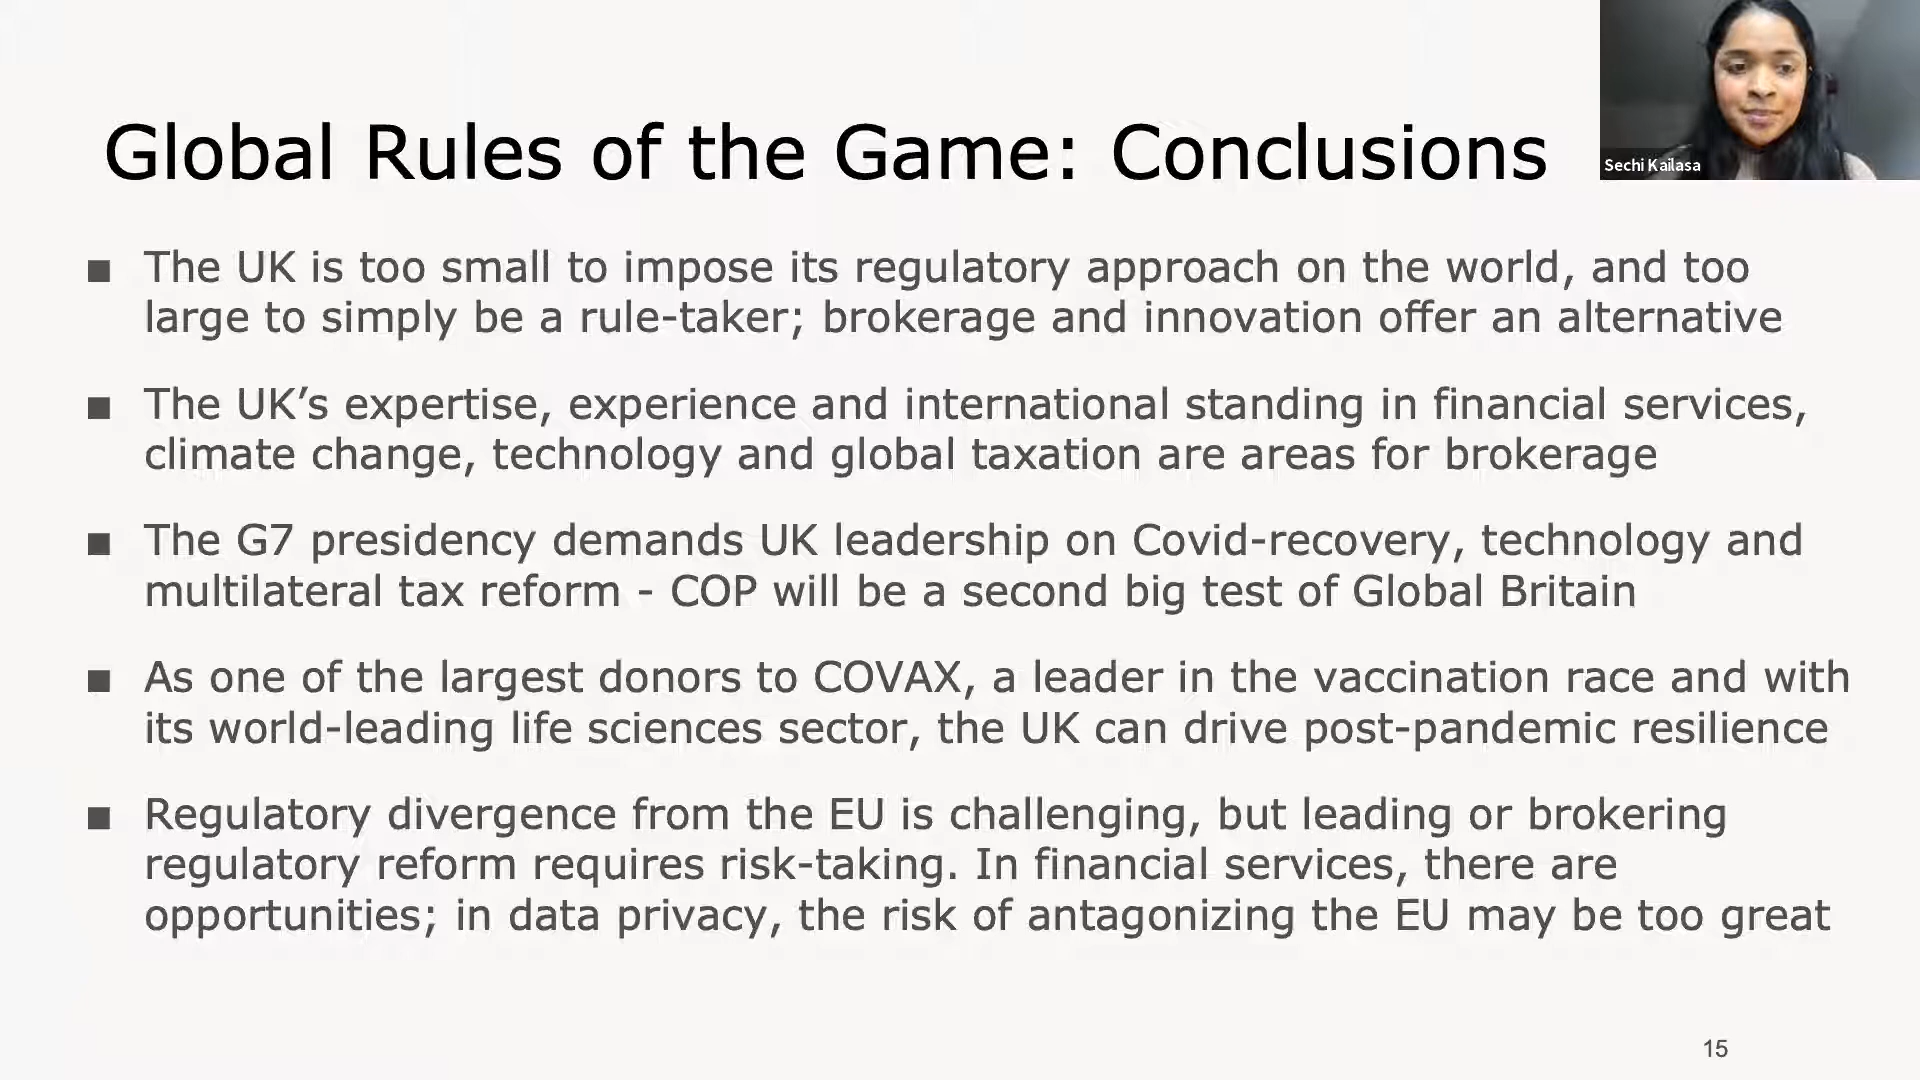 Global Rules of the Game: Conclusions
Sechi Kailasa
■ The UK is too small to impose its regulatory approach on the world, and too
large to simply be a rule-taker; brokerage and innovation offer an alternative
■ The UK’s expertise, experience and international standing in financial services,
climate change, technology and global taxation are areas for brokerage
■ The G7 presidency demands UK leadership on Covid-recovery, technology and
multilateral tax reform - COP will be a second big test of Global Britain
■ As one of the largest donors to COVAX, a leader in the vaccination race and with
its world-leading life sciences sector, the UK can drive post-pandemic resilience
■ Regulatory divergence from the EU is challenging, but leading or brokering
regulatory reform requires risk-taking. In financial services, there are
opportunities; in data privacy, the risk of antagonizing the EU may be too great
15